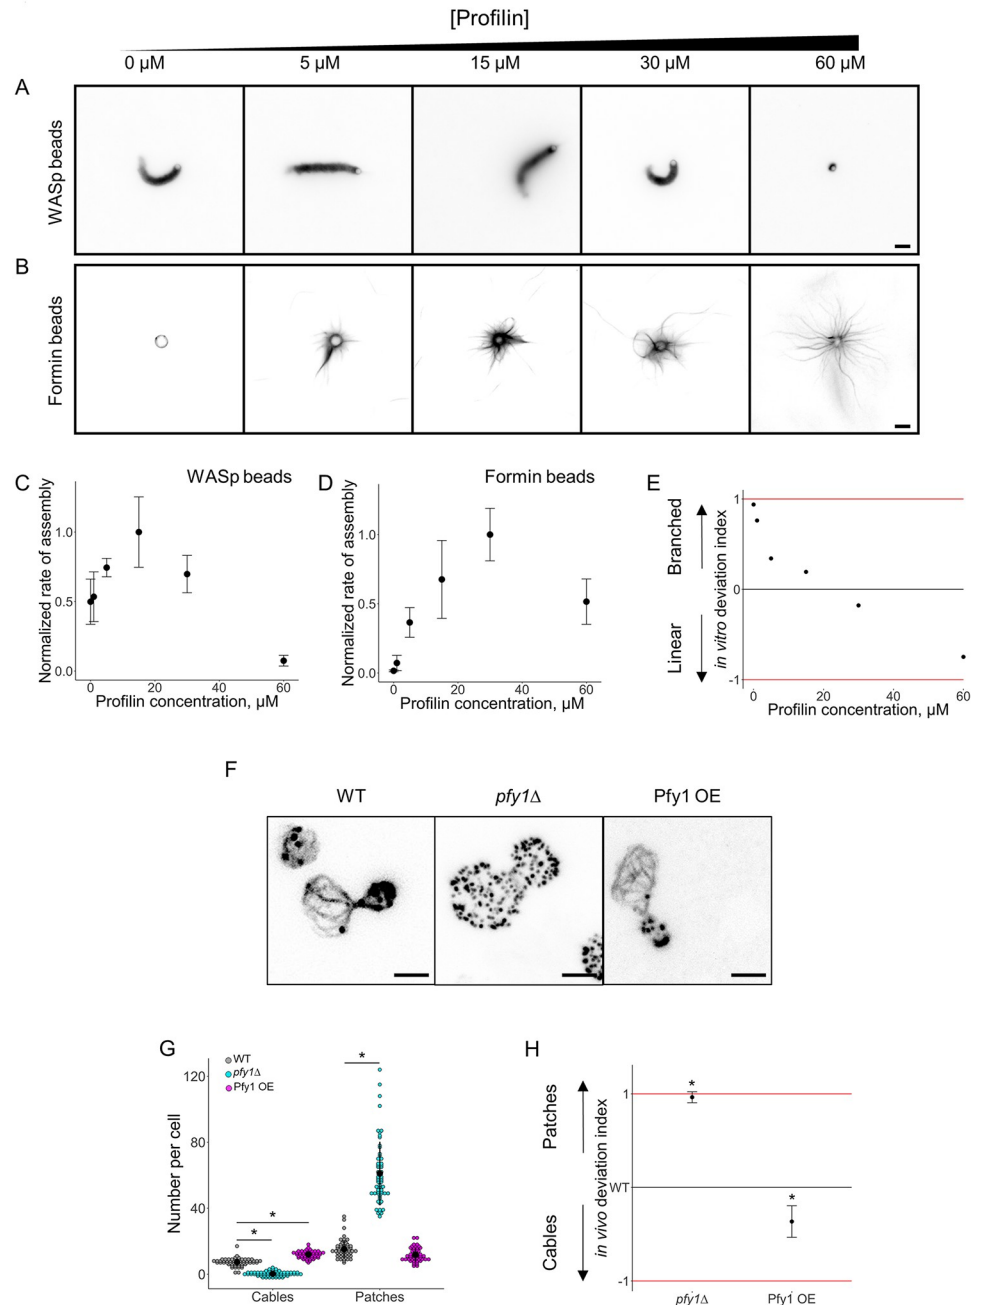 [Profilin]
0 µM 5 µM 15 µM 30 µM 60 µM
A
WASp beads
B
Formin beads
C
WASp beads
Normalized rate of assembly
1.0
0.5
0.0
0 20 40 60
Profilin concentration, µM
D
Formin beads
Normalized rate of assembly
1.0
0.5
0.0
0 20 40 60
Profilin concentration, µM
E
Branched
Linear
in vitro deviation index
1
0
-1
0 20 40 60
Profilin concentration, µM
F
WT pfy1Δ Pfy1 OE
G
WT
pfy1Δ
Pfy1 OE
Number per cell
120
80
40
0
* * *
Cables Patches
H
Patches
Cables
in vivo deviation index
1
WT
-1
* *
pfy1Δ Pfy1 OE